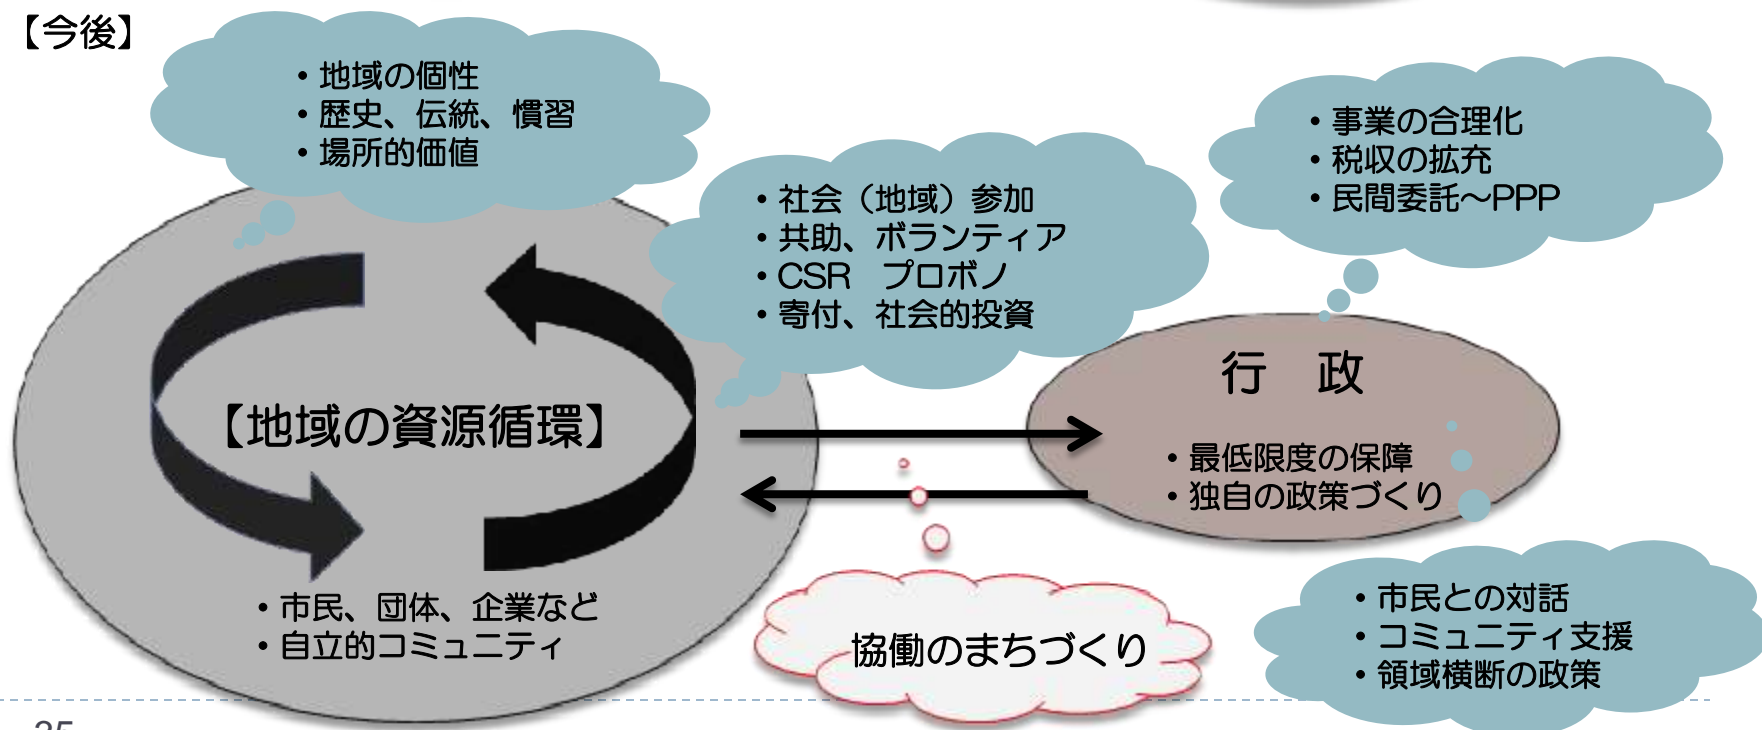 【今後】
・地域の個性
・歴史、伝統、慣習
・場所的価値
・社会（地域）参加
・共助、ボランティア
・CSR　プロボノ
・寄付、社会的投資
・事業の合理化
・税収の拡充
・民間委託～PPP
【地域の資源循環】
・市民、団体、企業など
・自立的コミュニティ
行　政
・最低限度の保障
・独自の政策づくり
協働のまちづくり
・市民との対話
・コミュニティ支援
・領域横断の政策